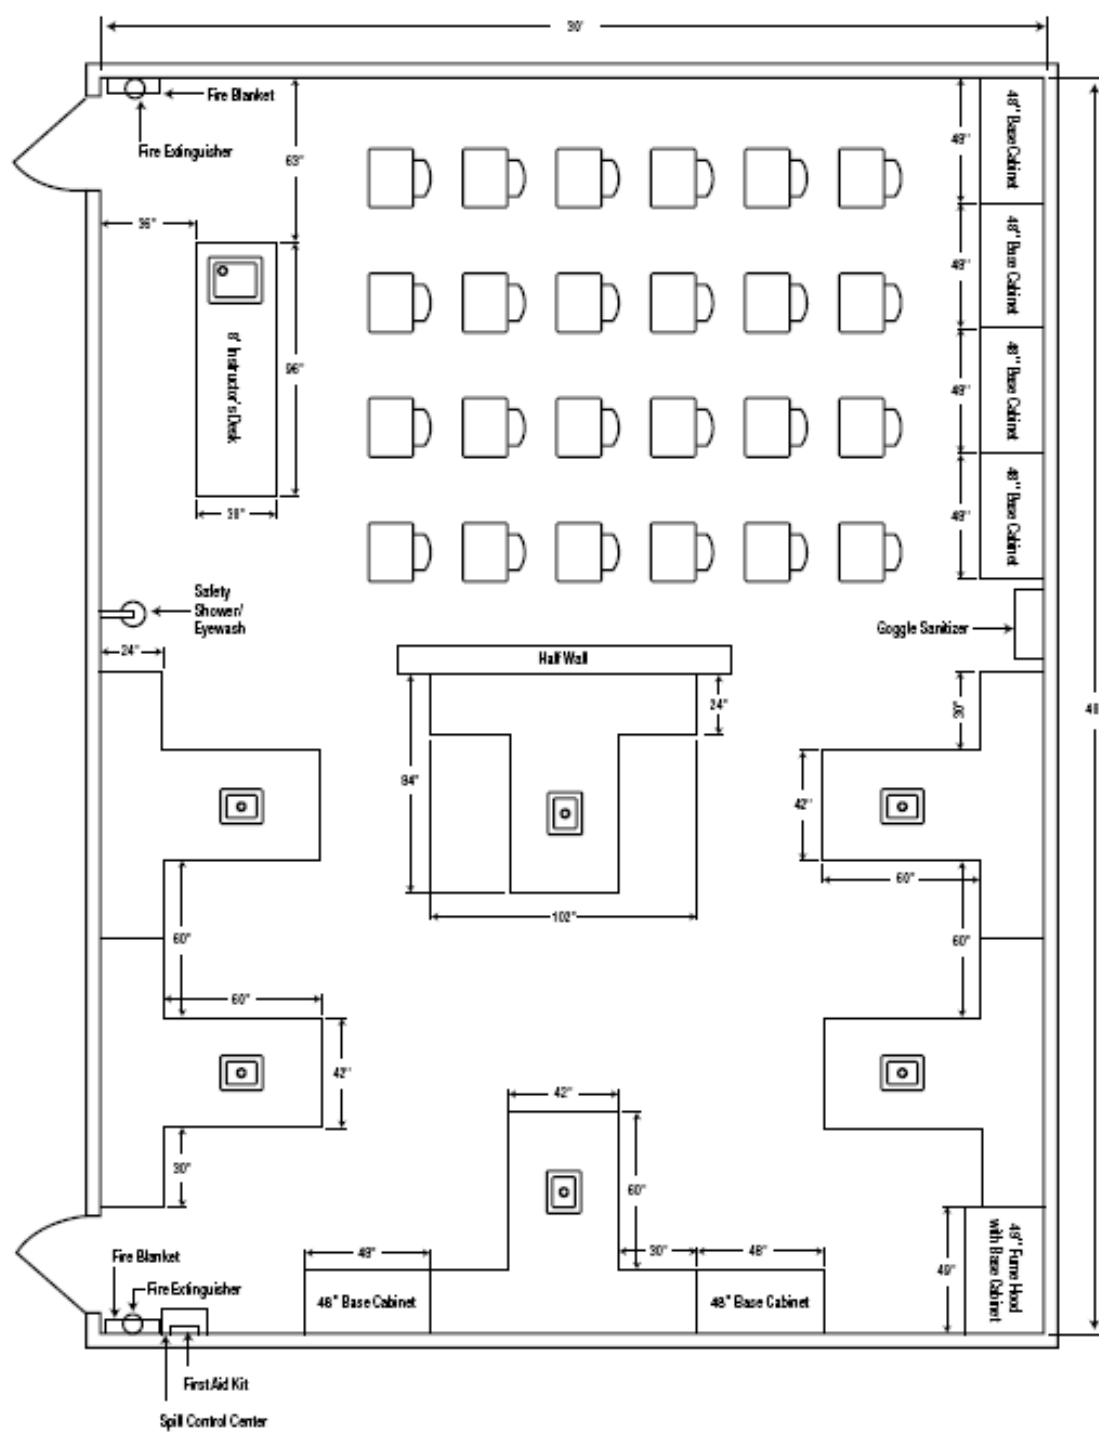 30'
Fire Blanket
Fire Extinguisher
63"
36"
96"
8' Instructor's Desk
48" Base Cabinet
48"
48" Base Cabinet
48"
48" Base Cabinet
48"
48" Base Cabinet
48"
Safety
Shower/
Eyewash
Goggle Sanitizer
Half Wall
24"
24"
30"
48
84"
42"
102"
60"
60"
60"
60"
42"
42"
30"
60"
30"
48"
48"
48" Base Cabinet
48" Base Cabinet
Fume Hood
with Base Cabinet
Fire Blanket
Fire Extinguisher
First Aid Kit
Spill Control Center